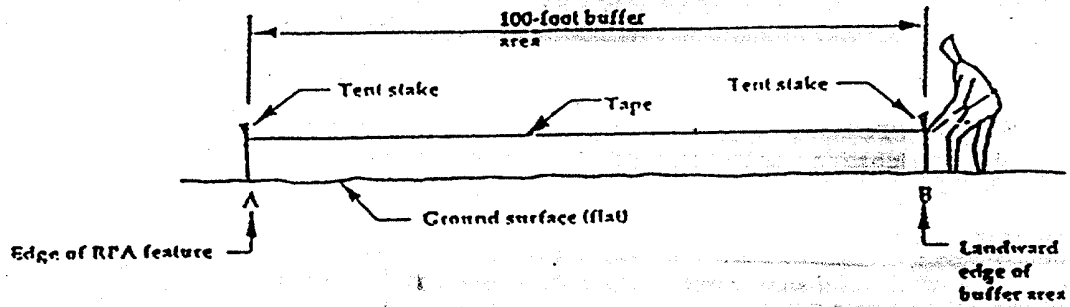 100-foot buffer
area
Tent stake
Tape
Tent stake
A
B
Ground surface (flat)
Edge of RPA feature
Landward
edge of
buffer area